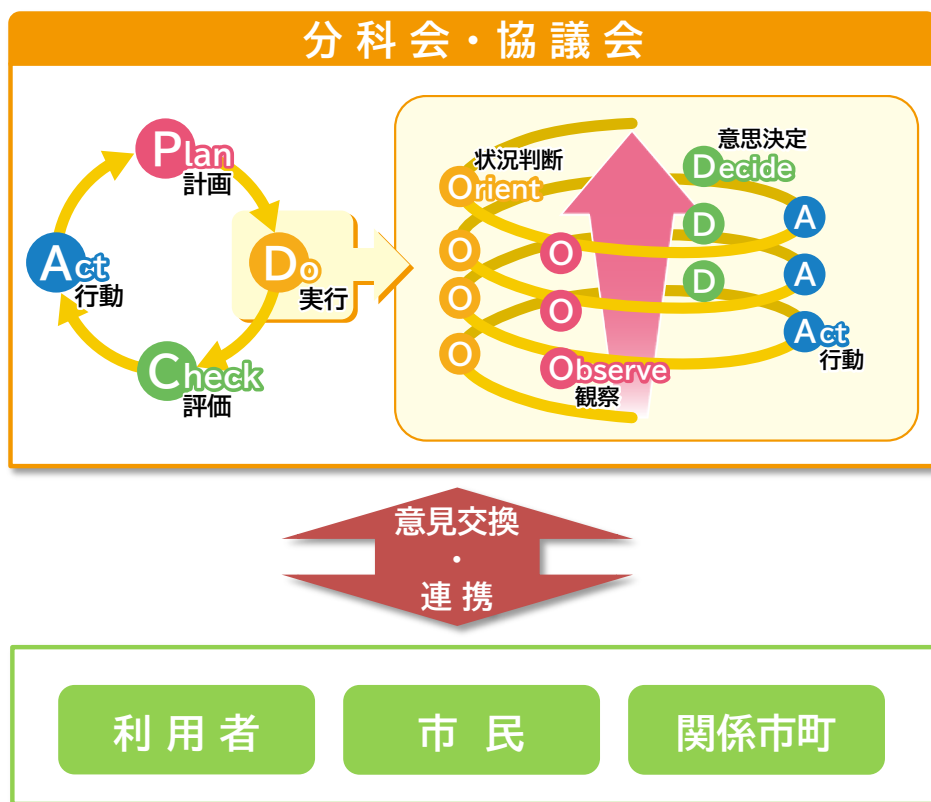 分科会・協議会
Plan
計画
Do
実行
Check
評価
Act
行動
状況判断
Orient
意思決定
Decide
A
O
O
D
A
O
O
D
Act
行動
O
Observe
観察
意見交換
・
連携
利用者
市民
関係市町